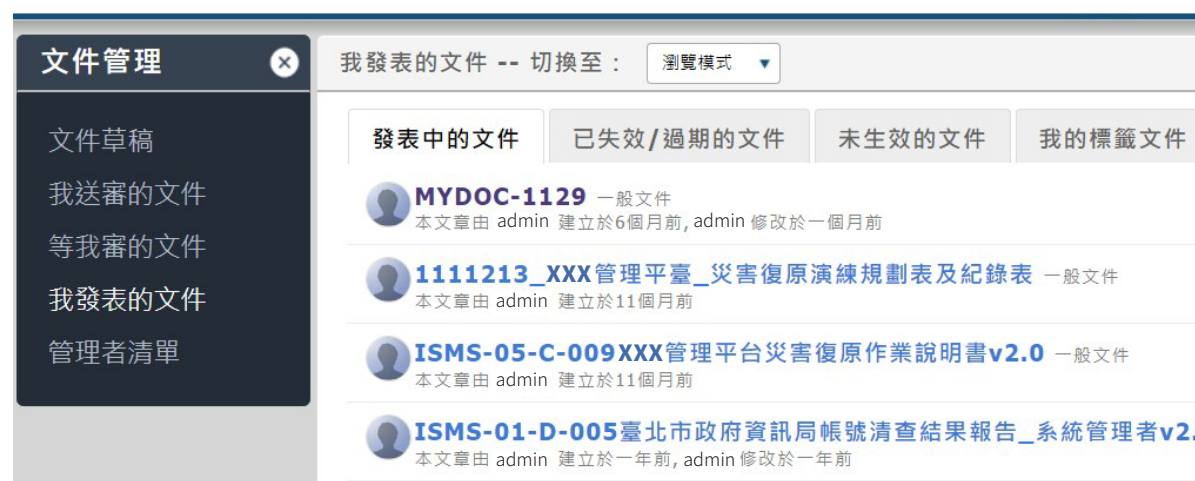 文件管理
文件草稿
我送審的文件
等我審的文件
我發表的文件
管理者清單
我發表的文件 -- 切換至： 瀏覽模式
發表中的文件 已失效/過期的文件 未生效的文件 我的標籤文件
MYDOC-1129 一般文件
本文章由 admin 建立於6個月前, admin 修改於一個月前
1111213_XXX管理平臺_災害復原演練規劃表及紀錄表 一般文件
本文章由 admin 建立於11個月前
ISMS-05-C-009XXX管理平台災害復原作業說明書v2.0 一般文件
本文章由 admin 建立於11個月前
ISMS-01-D-005臺北市政府資訊局帳號清查結果報告_系統管理者v2.
本文章由 admin 建立於一年前, admin 修改於一年前